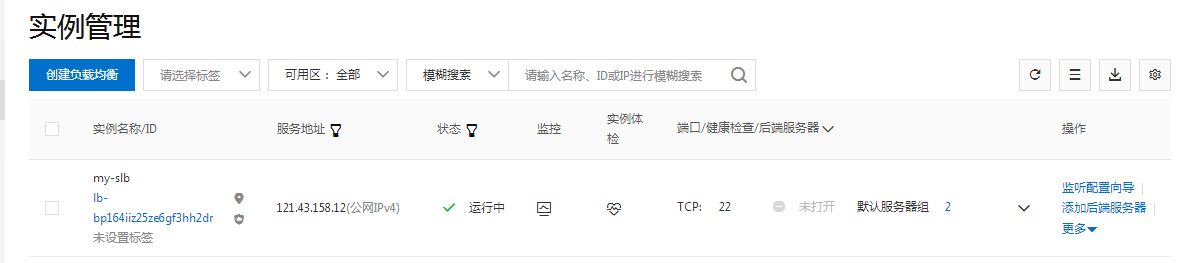 实例管理
创建负载均衡 请选择标签 可用区：全部 模糊搜索 请输入名称、ID或IP进行模糊搜索
实例名称/ID 服务地址 状态 监控 实例体检 端口/健康检查/后端服务器 操作
my-slb
lb-
bp164iiz25ze6gf3hh2dr
未设置标签
121.43.158.12(公网IPv4) 运行中 TCP: 22 未打开 默认服务器组 2
监听配置向导
添加后端服务器
更多